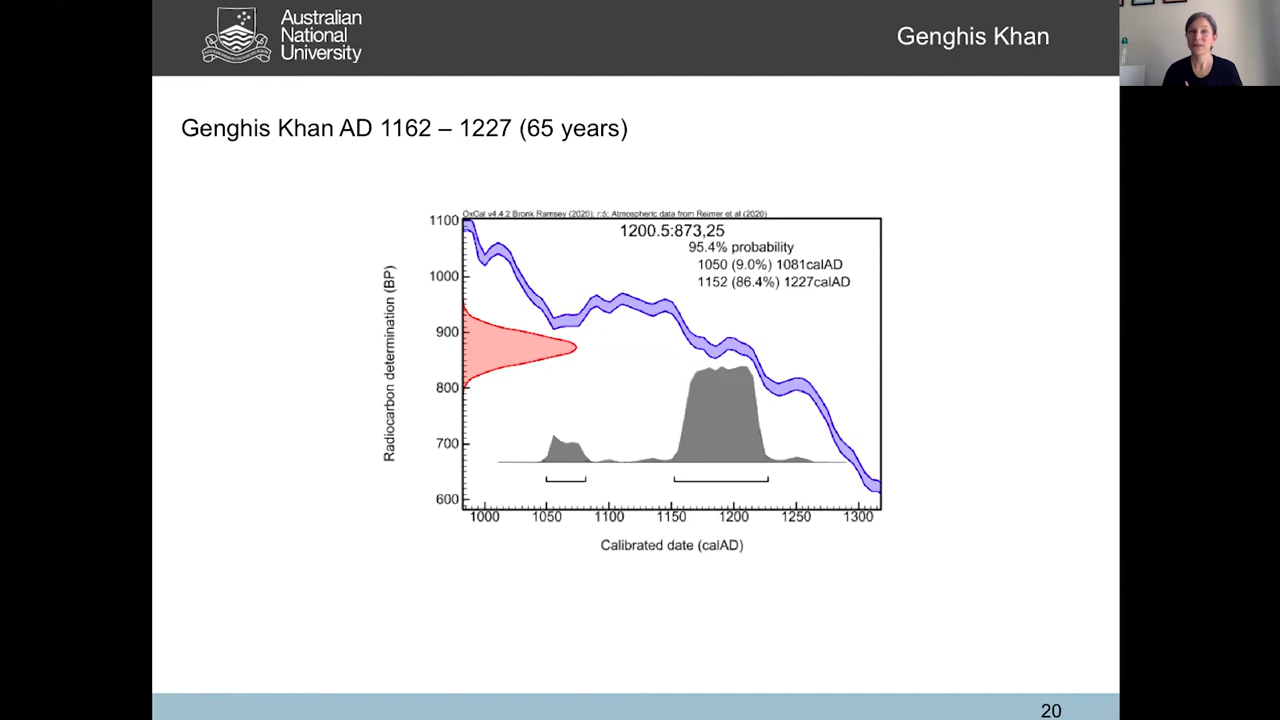 Australian
National
University
Genghis Khan
Genghis Khan AD 1162 – 1227 (65 years)
OxCal v4.4.2 Bronk Ramsey (2020); r:5; Atmospheric data from Reimer et al (2020)
1200.5:873,25
95.4% probability
1050 (9.0%) 1081calAD
1152 (86.4%) 1227calAD
Radiocarbon determination (BP)
1100
1000
900
800
700
600
1000 1050 1100 1150 1200 1250 1300
Calibrated date (calAD)
20